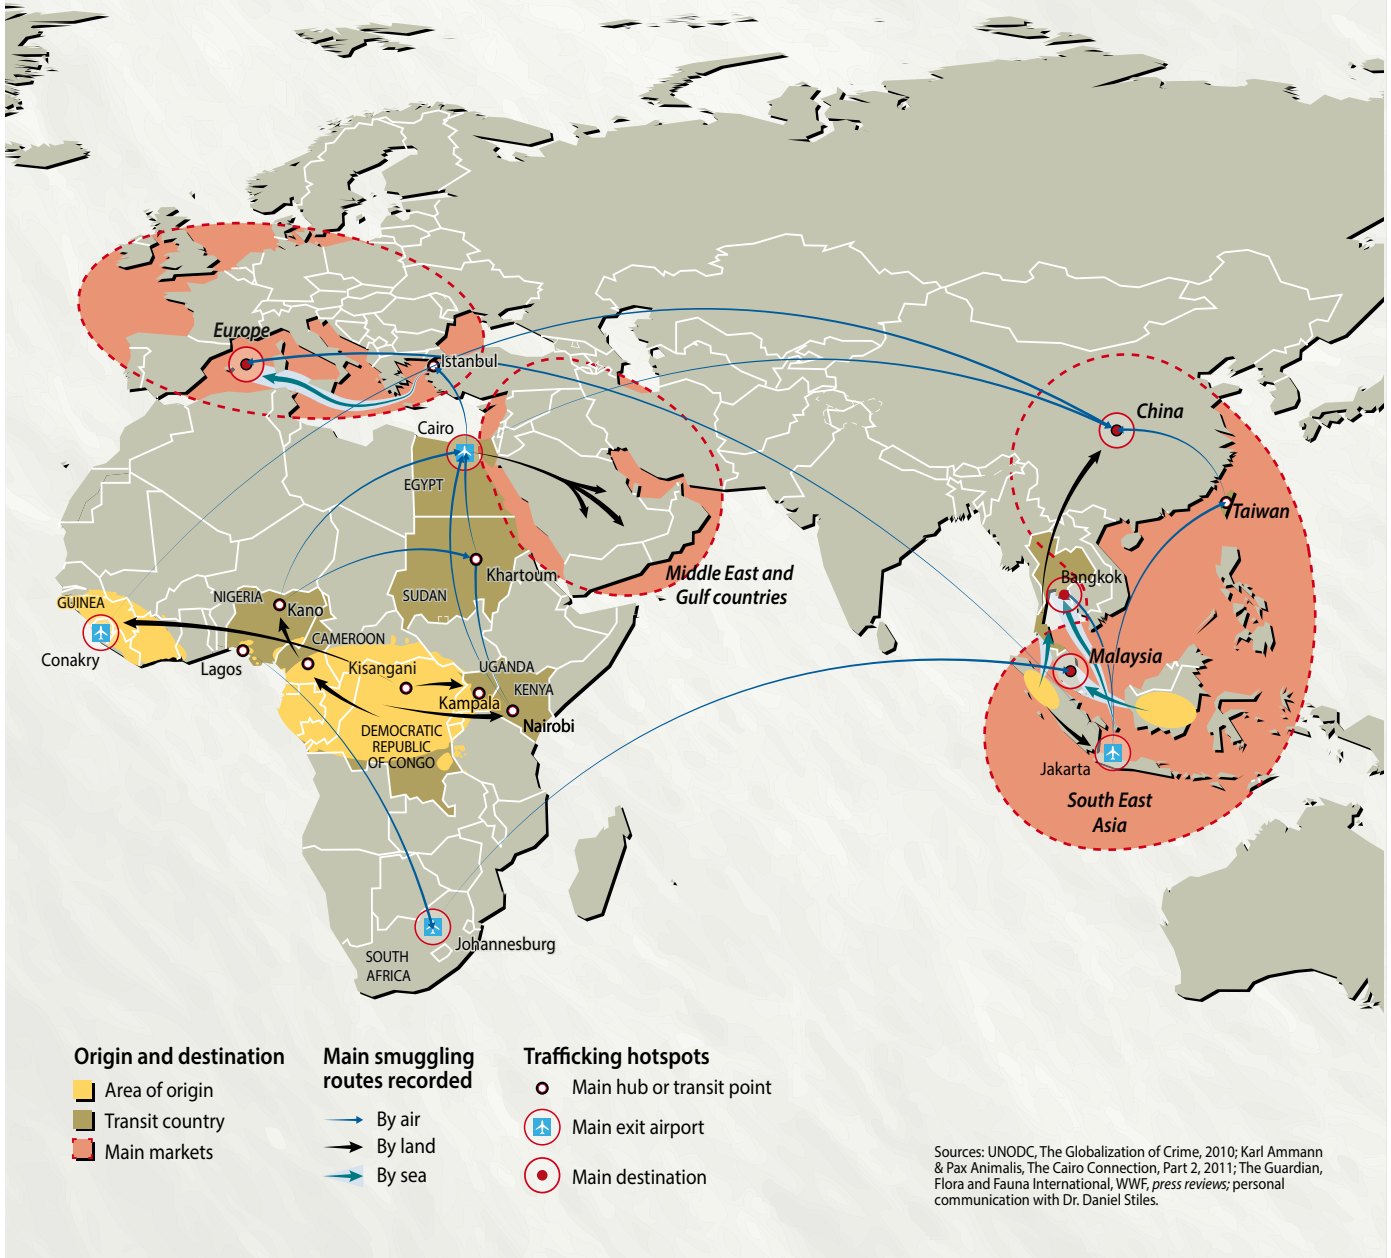 Europe
Istanbul
China
Cairo
EGYPT
Taiwan
Khartoum
Middle East and
Gulf countries
Bangkok
NIGERIA
SUDAN
GUINEA
Kano
CAMEROON
Conakry
Lagos
Kisangani
UGANDA
Malaysia
KENYA
Kampala
Nairobi
DEMOCRATIC
REPUBLIC
OF CONGO
Jakarta
South East
Asia
Johannesburg
SOUTH
AFRICA
Origin and destination
Area of origin
Transit country
Main markets
Main smuggling
routes recorded
By air
By land
By sea
Trafficking hotspots
Main hub or transit point
Main exit airport
Main destination
Sources: UNODC, The Globalization of Crime, 2010; Karl Ammann
& Pax Animalis, The Cairo Connection, Part 2, 2011; The Guardian,
Flora and Fauna International, WWF, press reviews; personal
communication with Dr. Daniel Stiles.